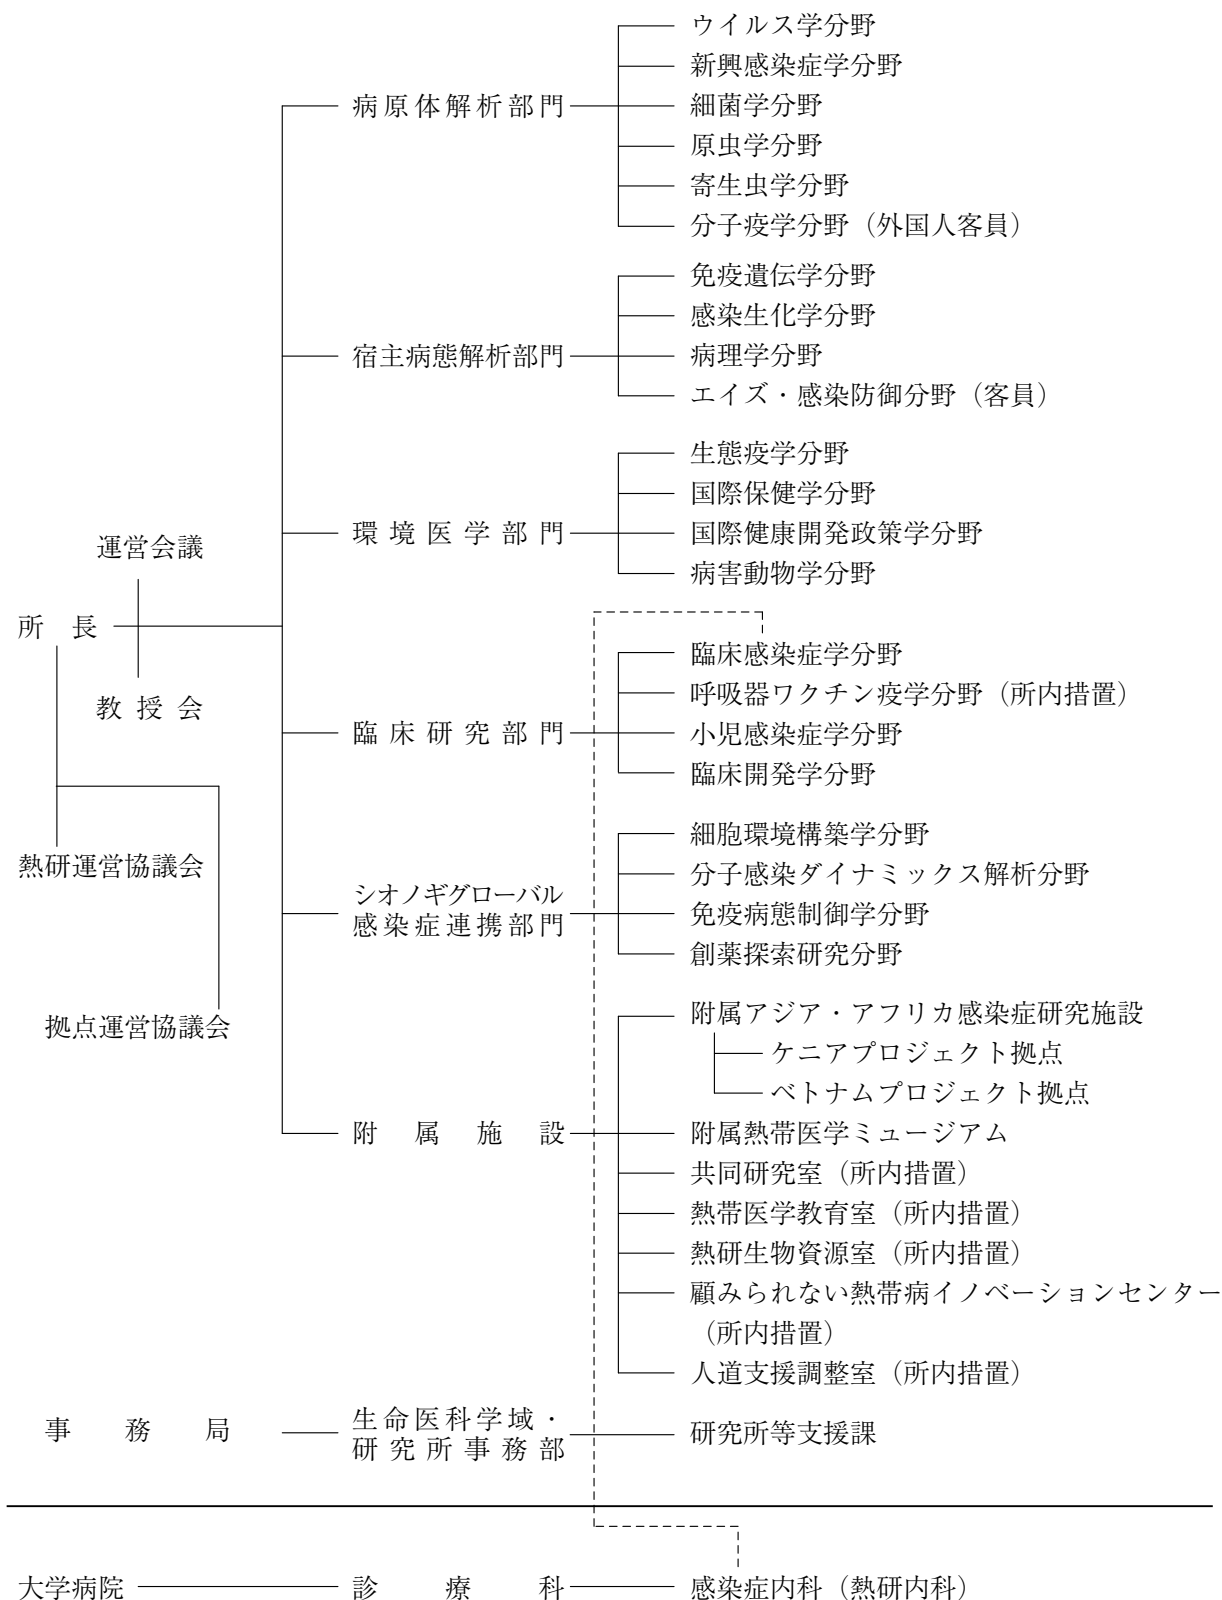 ウイルス学分野
新興感染症学分野
病原体解析部門
細菌学分野
原虫学分野
寄生虫学分野
分子疫学分野（外国人客員）
免疫遺伝学分野
感染生化学分野
宿主病態解析部門
病理学分野
エイズ・感染防御分野（客員）
生態疫学分野
国際保健学分野
環境医学部門
国際健康開発政策学分野
病害動物学分野
運営会議
所長
教授会
熱研運営協議会
拠点運営協議会
臨床感染症学分野
呼吸器ワクチン疫学分野（所内措置）
臨床研究部門
小児感染症学分野
臨床開発学分野
細胞環境構築学分野
分子感染ダイナミックス解析分野
シオノギグローバル
感染症連携部門
免疫病態制御学分野
創薬探索研究分野
附属アジア・アフリカ感染症研究施設
ケニアプロジェクト拠点
ベトナムプロジェクト拠点
附属施設
附属熱帯医学ミュージアム
共同研究室（所内措置）
熱帯医学教育室（所内措置）
熱研生物資源室（所内措置）
顧みられない熱帯病イノベーションセンター
（所内措置）
人道支援調整室（所内措置）
事務局
生命医科学域・
研究所事務部
研究所等支援課
大学病院
診療科
感染症内科（熱研内科）